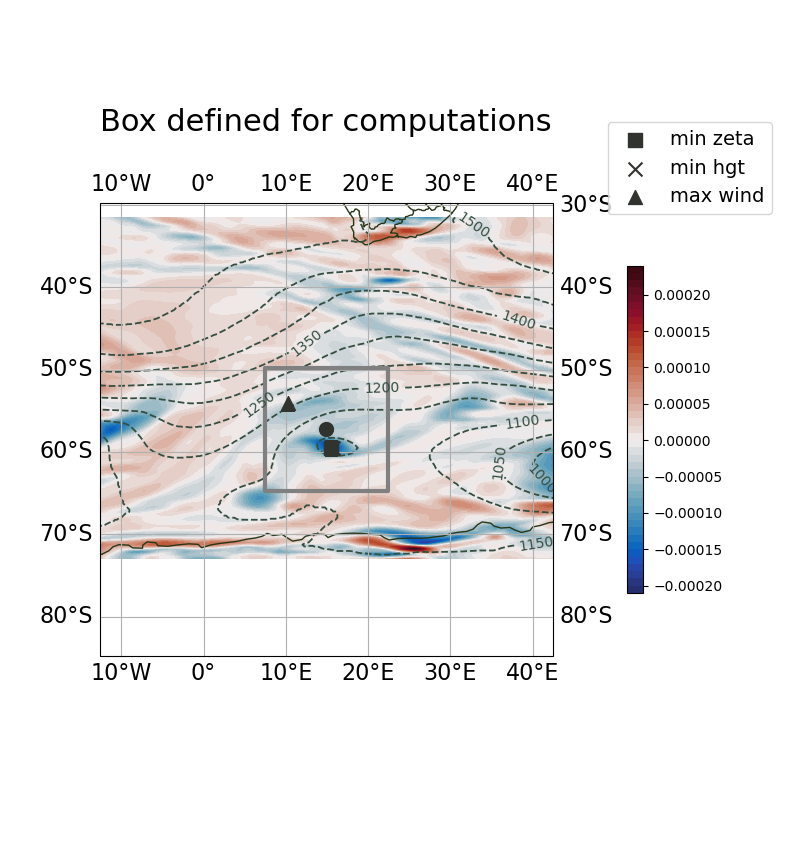 Box defined for computations
min zeta
min hgt
max wind
10°W 0° 10°E 20°E 30°E 40°E
30°S
1500
40°S 40°S
1400
1350
50°S 50°S
1200
1250
1100
60°S 60°S
1050
1000
70°S 70°S
1150
80°S 80°S
10°W 0° 10°E 20°E 30°E 40°E
0.00020
0.00015
0.00010
0.00005
0.00000
−0.00005
−0.00010
−0.00015
−0.00020